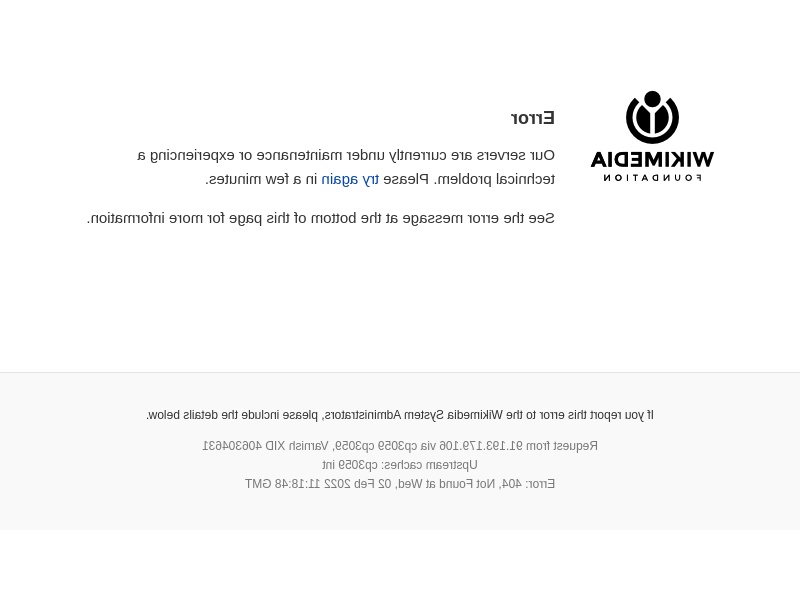 WIKIMEDIA
FOUNDATION
Error
Our servers are currently under maintenance or experiencing a
technical problem. Please try again in a few minutes.
See the error message at the bottom of this page for more information.
If you report this error to the Wikimedia System Administrators, please include the details below.
Request from 91.193.179.106 via cp3059 cp3059, Varnish XID 406304631
Upstream caches: cp3059 int
Error: 404, Not Found at Wed, 02 Feb 2022 11:18:48 GMT